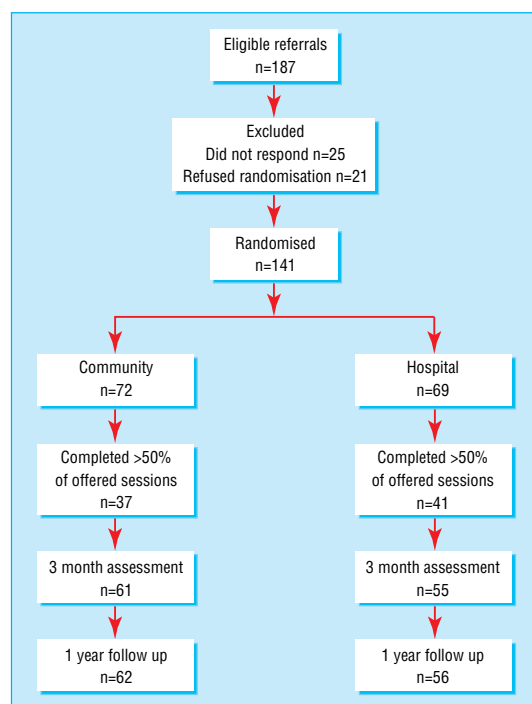 Eligible referrals
n=187
Excluded
Did not respond n=25
Refused randomisation n=21
Randomised
n=141
Community
n=72
Hospital
n=69
Completed >50%
of offered sessions
n=37
Completed >50%
of offered sessions
n=41
3 month assessment
n=61
3 month assessment
n=55
1 year follow up
n=62
1 year follow up
n=56